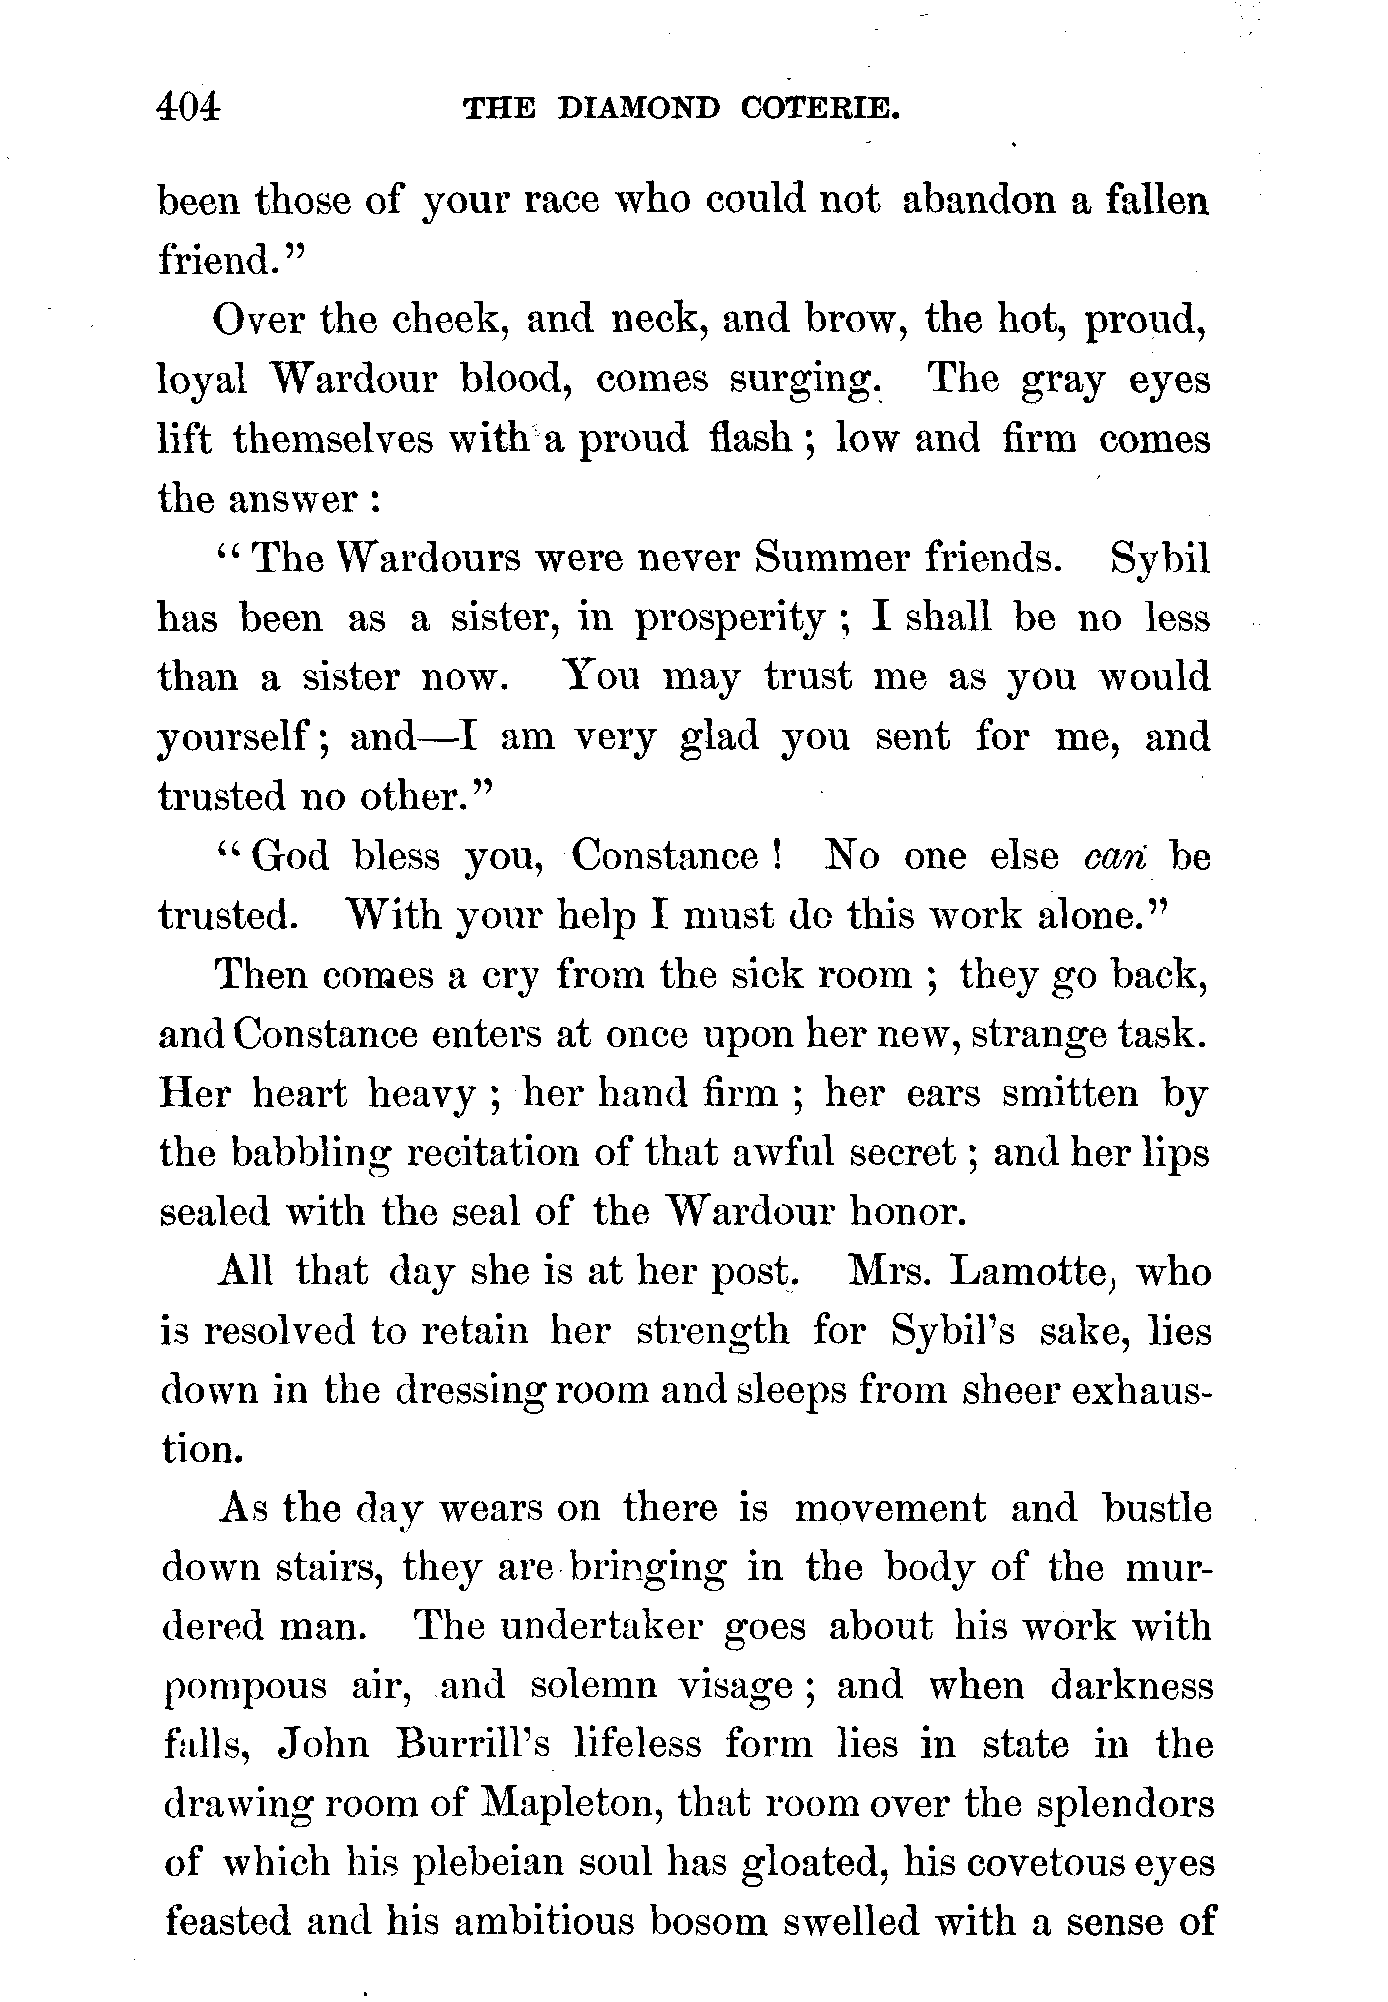 404 THE DIAMOND COTERIE.
been those of your race who could not abandon a fallen
friend."
Over the cheek, and neck, and brow, the hot, proud,
loyal Wardour blood, comes surging. The gray eyes
lift themselves with a proud flash ; low and firm comes
the answer :
"The Wardours were never Summer friends. Sybil
has been as a sister, in prosperity ; I shall be no less
than a sister now. You may trust me as you would
yourself ; and—I am very glad you sent for me, and
trusted no other."
"God bless you, Constance ! No one else can be
trusted. With your help I must do this work alone."
Then comes a cry from the sick room ; they go back,
and Constance enters at once upon her new, strange task.
Her heart heavy ; her hand firm ; her ears smitten by
the babbling recitation of that awful secret ; and her lips
sealed with the seal of the Wardour honor.
All that day she is at her post. Mrs. Lamotte, who
is resolved to retain her strength for Sybil's sake, lies
down in the dressing room and sleeps from sheer exhaus-
tion.
As the day wears on there is movement and bustle
down stairs, they are bringing in the body of the mur-
dered man. The undertaker goes about his work with
pompous air, and solemn visage ; and when darkness
falls, John Burrill's lifeless form lies in state in the
drawing room of Mapleton, that room over the splendors
of which his plebeian soul has gloated, his covetous eyes
feasted and his ambitious bosom swelled with a sense of